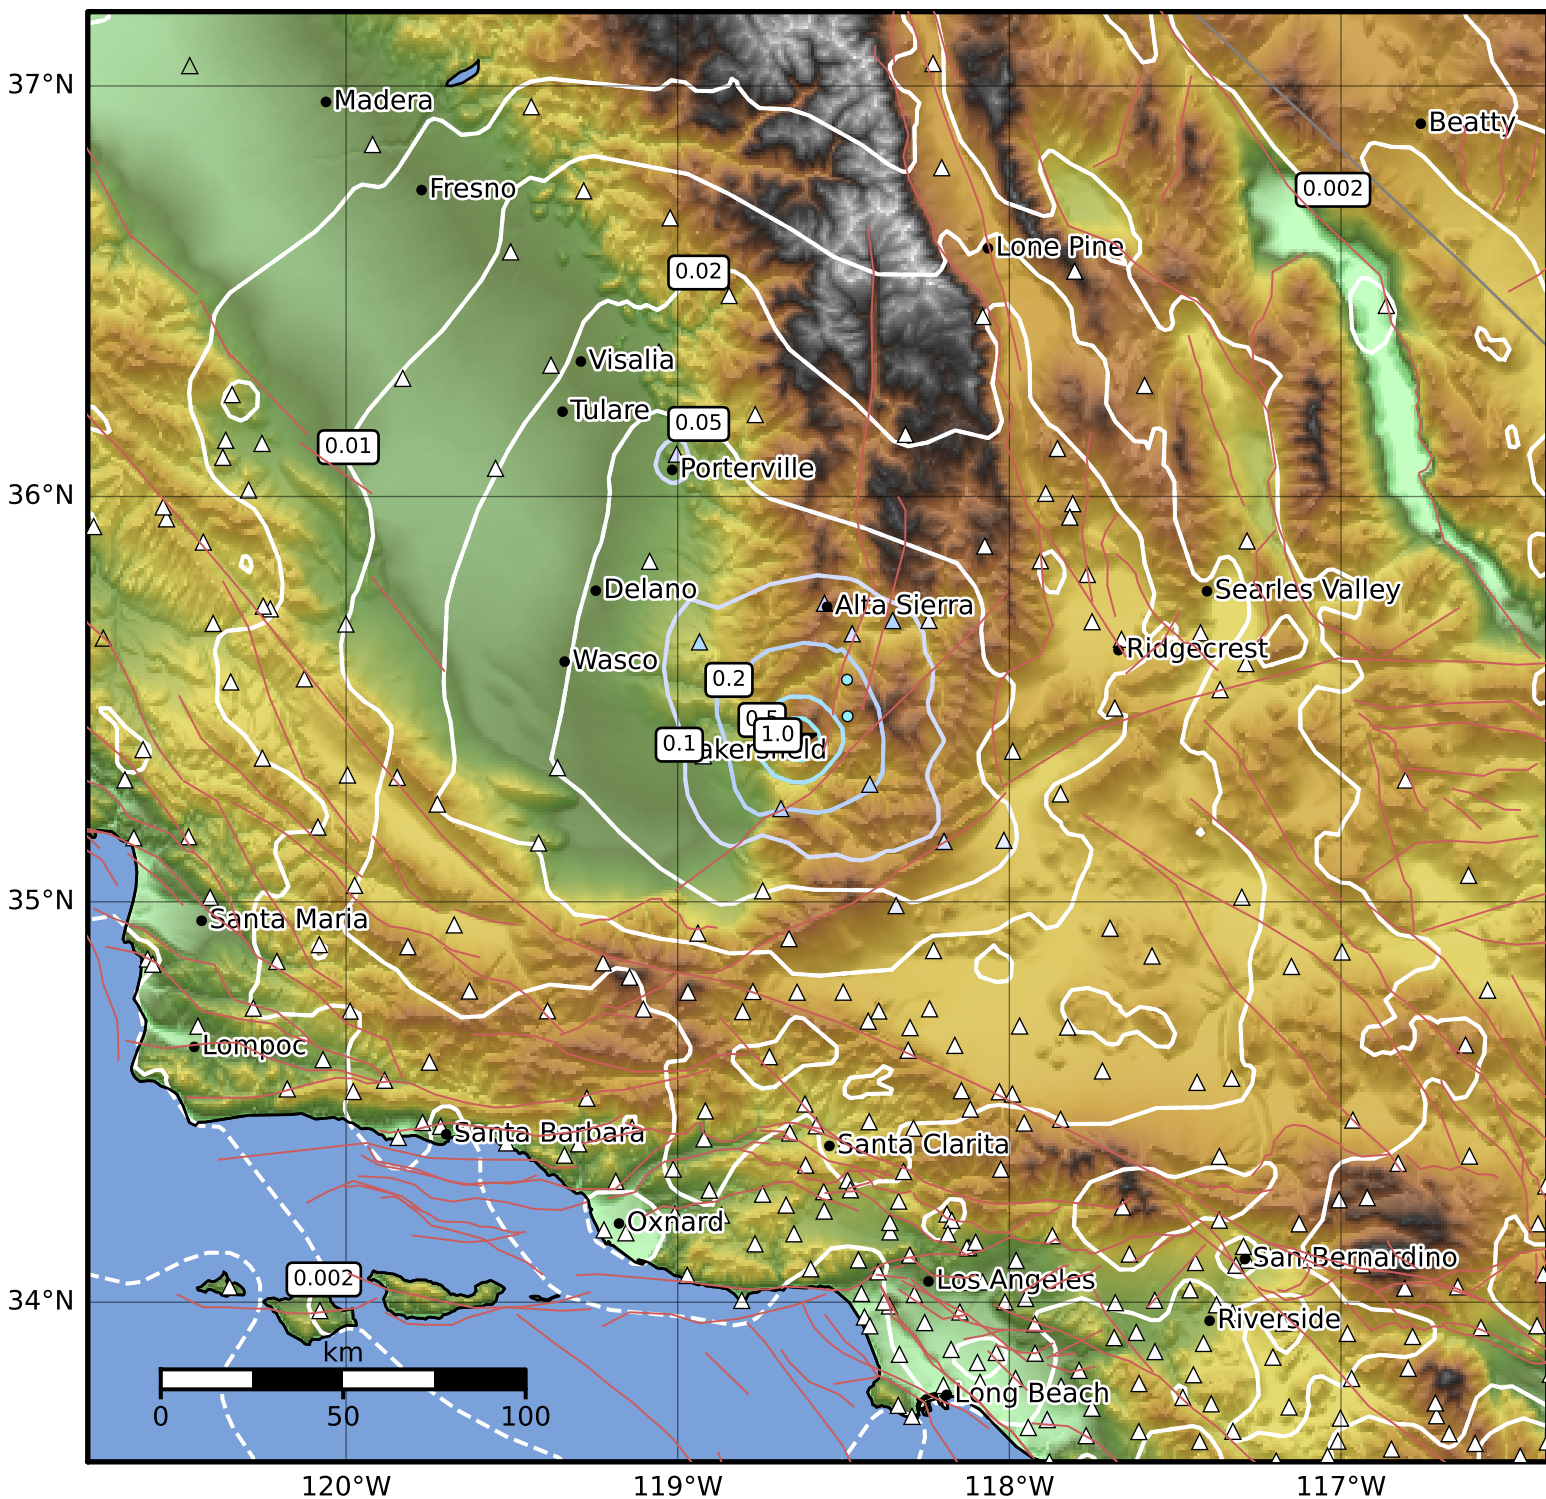 37°N
Madera
Beatty
Fresno
0.002
Lone Pine
0.02
Visalia
Tulare
0.05
0.01
Porterville
36°N
Delano
Searles Valley
Alta Sierra
Ridgecrest
Wasco
0.2
0.5
1.0
0.1
akersfield
35°N
Santa Maria
Lompoc
Santa Barbara
Santa Clarita
Oxnard
San Bernardino
0.002
Los Angeles
34°N
Riverside
km
Long Beach
0
50
100
120°W
119°W
118°W
117°W